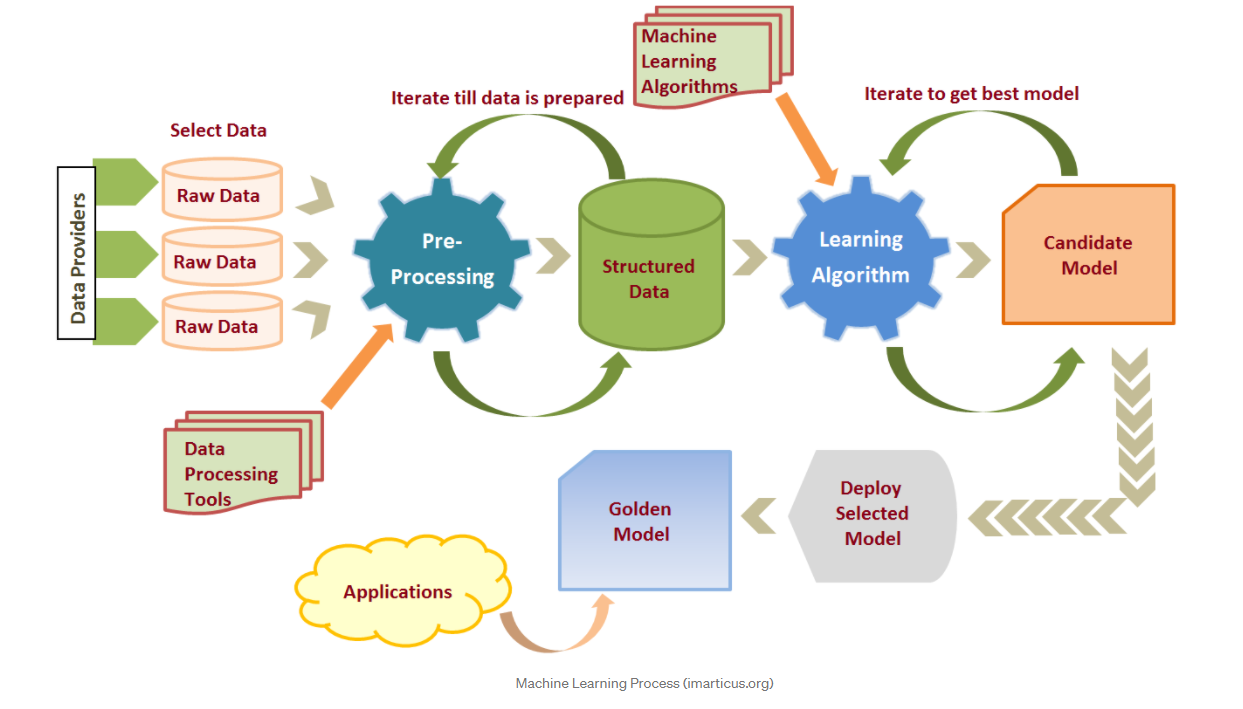 Machine
Learning
Algorithms
Iterate till data is prepared
Iterate to get best model
Select Data
Data Providers
Raw Data
Raw Data
Raw Data
Pre-
Processing
Structured
Data
Learning
Algorithm
Candidate
Model
Data
Processing
Tools
Golden
Model
Deploy
Selected
Model
Applications
Machine Learning Process (imarticus.org)